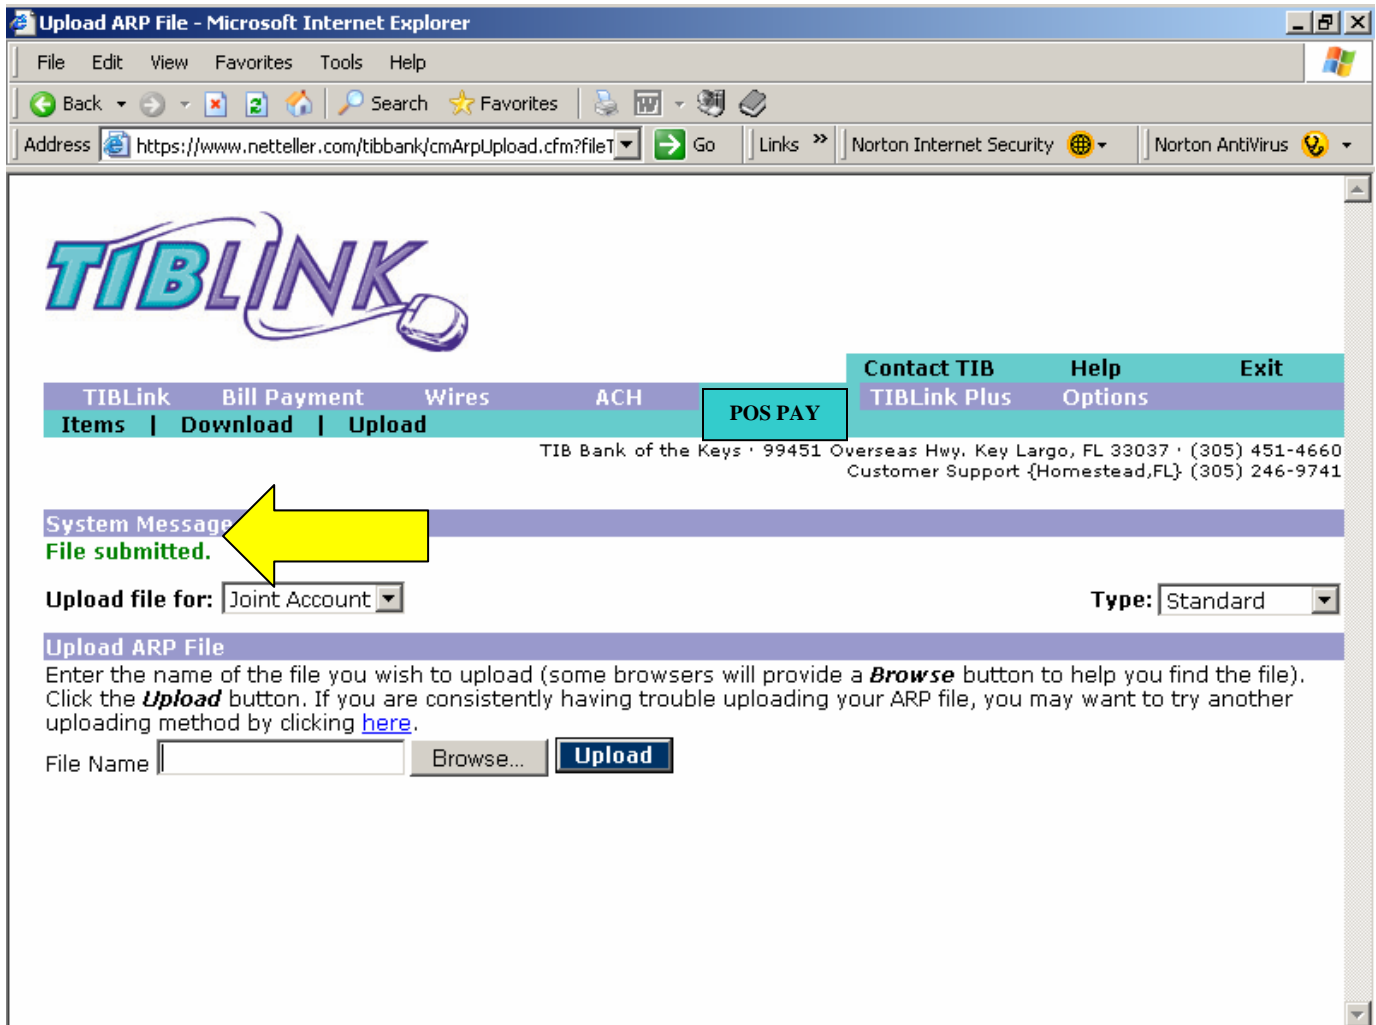 Upload ARP File - Microsoft Internet Explorer
File Edit View Favorites Tools Help
Back Search Favorites
Address https://www.netteller.com/tibbank/cmArpUpload.cfm?fileT Go Links » Norton Internet Security Norton AntiVirus
TIBLINK
Contact TIB Help Exit
TIBLink Bill Payment Wires ACH POS PAY TIBLink Plus Options
Items | Download | Upload
TIB Bank of the Keys · 99451 Overseas Hwy. Key Largo, FL 33037 · (305) 451-4660
Customer Support {Homestead,FL} (305) 246-9741
System Message
File submitted.
Upload file for: Joint Account Type: Standard
Upload ARP File
Enter the name of the file you wish to upload (some browsers will provide a Browse button to help you find the file).
Click the Upload button. If you are consistently having trouble uploading your ARP file, you may want to try another
uploading method by clicking here.
File Name Browse... Upload